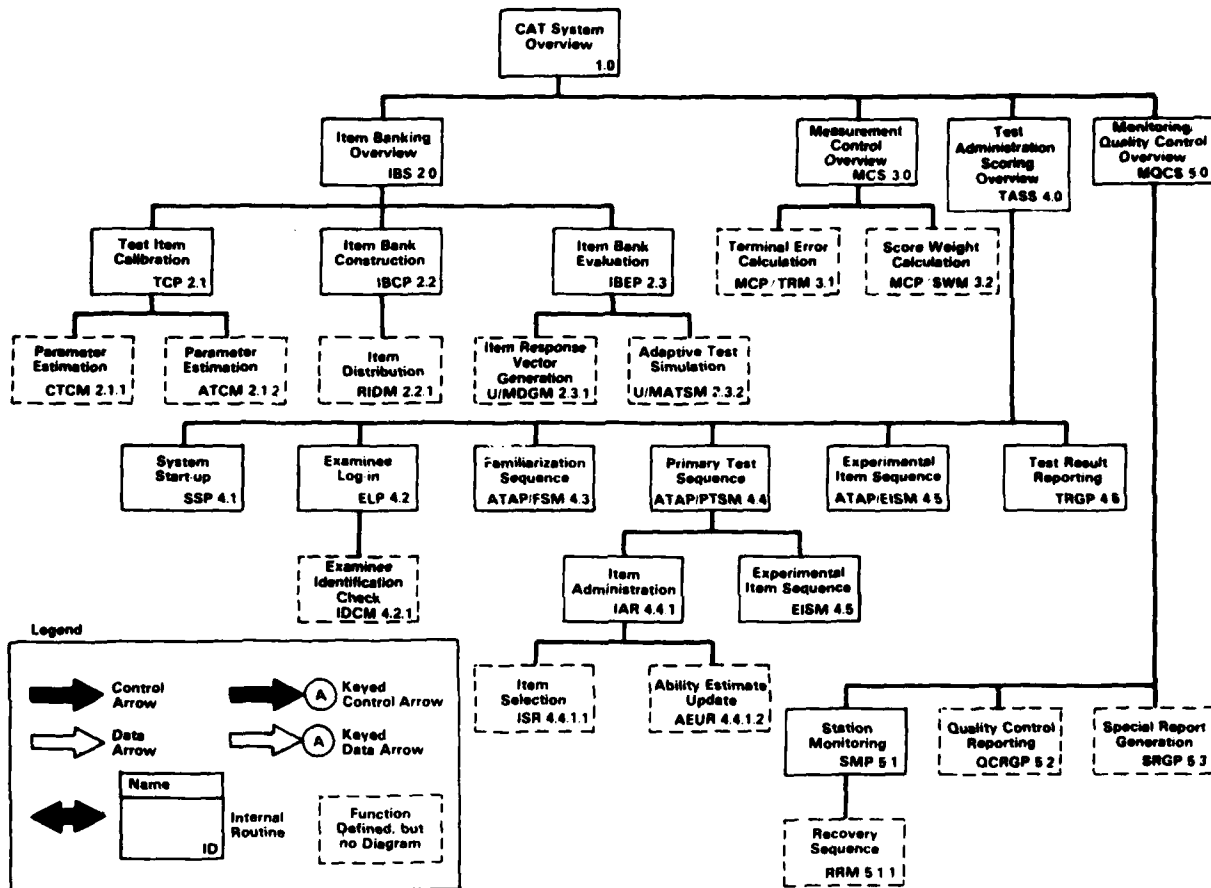 CAT System
Overview
1.0
Item Banking
Overview
IBS 2.0
Measurement
Control
Overview
MCS 3.0
Test
Administration
Scoring
Overview
TASS 4.0
Monitoring,
Quality Control
Overview
MQCS 5.0
Test Item
Calibration
TCP 2.1
Item Bank
Construction
IBCP 2.2
Item Bank
Evaluation
IBEP 2.3
Terminal Error
Calculation
MCP/TRM 3.1
Score Weight
Calculation
MCP/SWM 3.2
Parameter
Estimation
CTCM 2.1.1
Parameter
Estimation
ATCM 2.1.2
Item
Distribution
RIDM 2.2.1
Item Response
Vector
Generation
U/MDGM 2.3.1
Adaptive Test
Simulation
U/MATSM 2.3.2
System
Start-up
SSP 4.1
Examinee
Log-in
ELP 4.2
Familiarization
Sequence
ATAP/FSM 4.3
Primary Test
Sequence
ATAP/PTSM 4.4
Experimental
Item Sequence
ATAP/EISM 4.5
Test Result
Reporting
TRGP 4.6
Examinee
Identification
Check
IDCM 4.2.1
Item
Administration
IAR 4.4.1
Experimental
Item Sequence
EISM 4.5
Item
Selection
ISR 4.4.1.1
Ability Estimate
Update
AEUR 4.4.1.2
Station
Monitoring
SMP 5.1
Quality Control
Reporting
QCRGP 5.2
Special Report
Generation
SRGP 5.3
Recovery
Sequence
RRM 5.1.1
Legend
Control
Arrow
A
Keyed
Control Arrow
Data
Arrow
A
Keyed
Data Arrow
Name
ID
Internal
Routine
Function
Defined, but
no Diagram